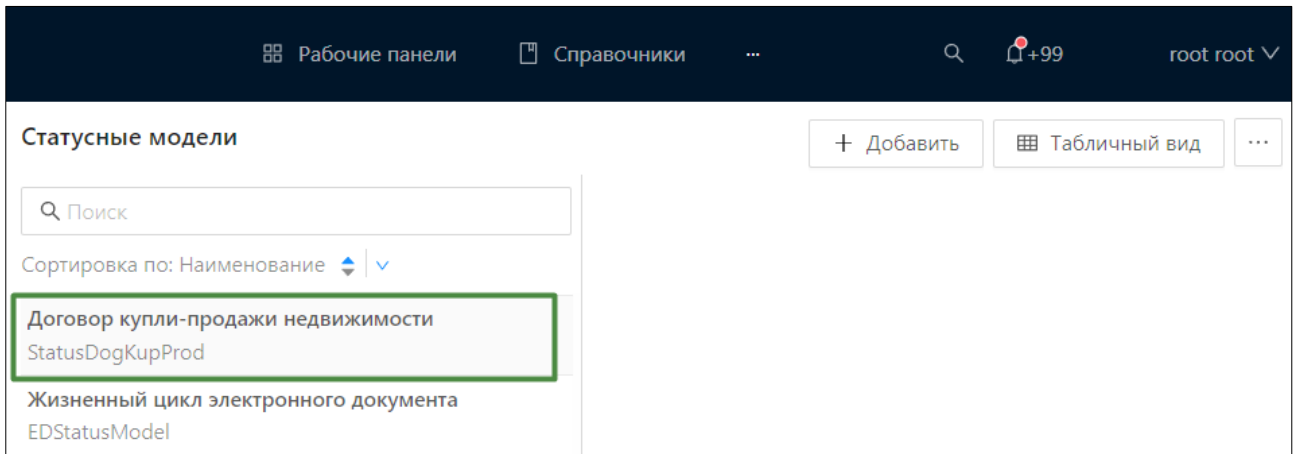 Рабочие панели Справочники ... +99 root root
Статусные модели + Добавить Табличный вид ...
Поиск
Сортировка по: Наименование
Договор купли-продажи недвижимости
StatusDogKupProd
Жизненный цикл электронного документа
EDStatusModel